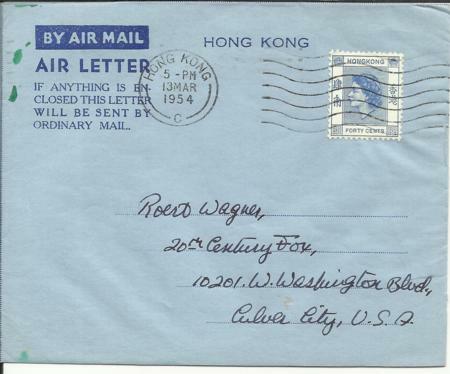 BY AIR MAIL
HONG KONG
AIR LETTER
IF ANYTHING IS EN-
CLOSED THIS LETTER
WILL BE SENT BY
ORDINARY MAIL.
HONG KONG
5 - PM
13 MAR
1954
C
HONGKONG
FORTY CENTS
Roert Wagner,
20th Century Fox,
10201. W. Washington Blvd.,
Culver City, U.S.A.